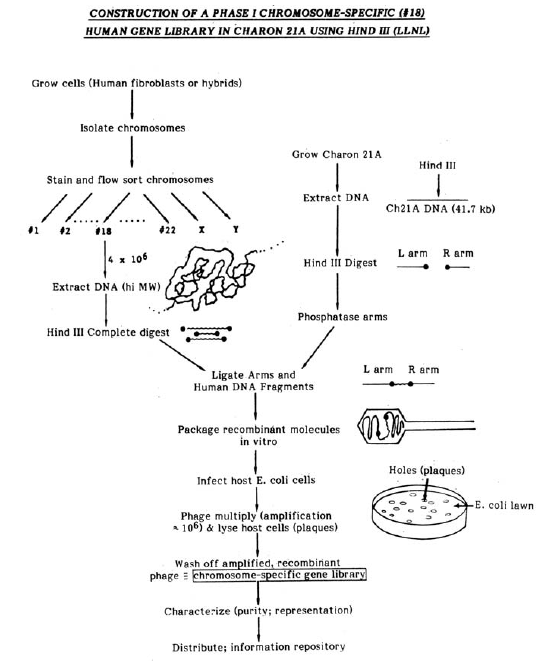 CONSTRUCTION OF A PHASE I CHROMOSOME-SPECIFIC (#18)
HUMAN GENE LIBRARY IN CHARON 21A USING HIND III (LLNL)
Grow cells (Human fibroblasts or hybrids)
Isolate chromosomes
Stain and flow sort chromosomes
#1 #2 ..... #18 ..... #22 X Y
4 x 10⁶
Extract DNA (hi MW)
Hind III Complete digest
Grow Charon 21A
Extract DNA
Hind III
Ch21A DNA (41.7 kb)
Hind III Digest
L arm R arm
Phosphatase arms
Ligate Arms and
Human DNA Fragments
L arm R arm
Package recombinant molecules
in vitro
Infect host E. coli cells
Holes (plaques)
E. coli lawn
Phage multiply (amplification
≈ 10⁶) & lyse host cells (plaques)
Wash off amplified, recombinant
phage ≡ chromosome-specific gene library
Characterize (purity; representation)
Distribute; information repository